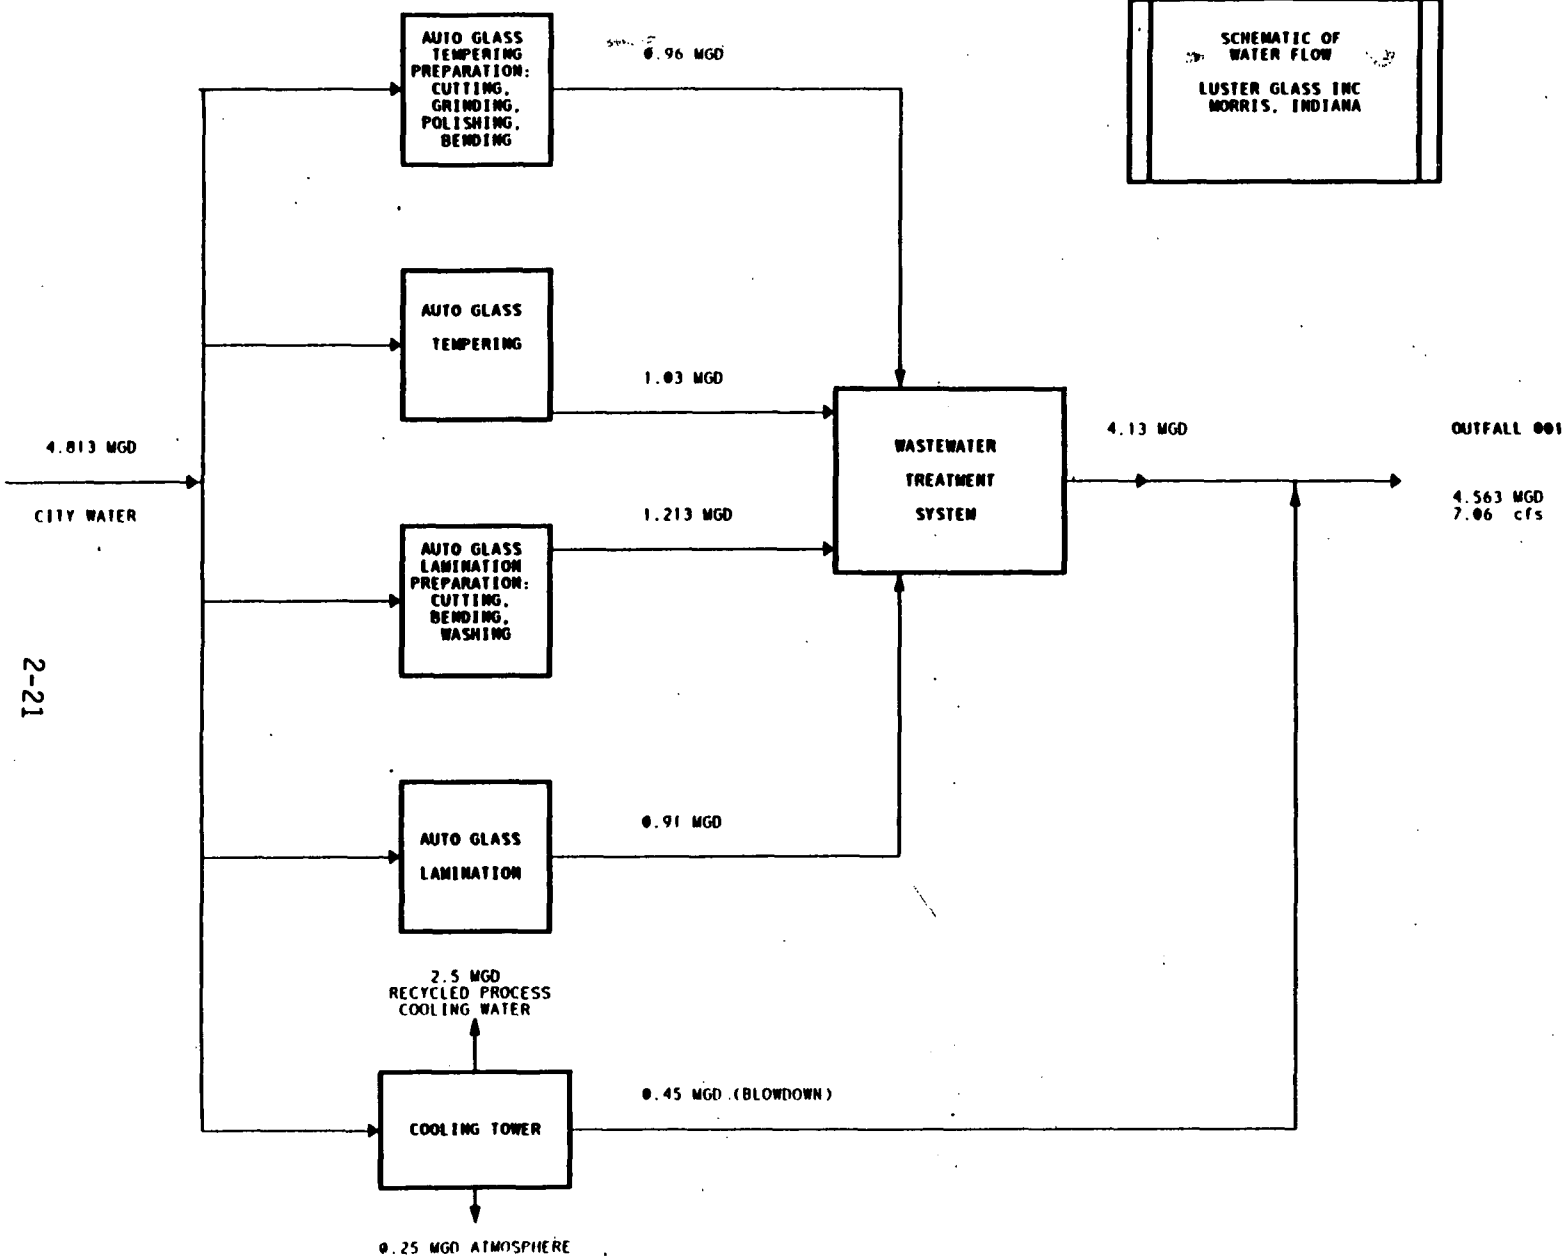 SCHEMATIC OF
WATER FLOW
LUSTER GLASS INC
MORRIS, INDIANA
AUTO GLASS
TEMPERING
PREPARATION:
CUTTING,
GRINDING,
POLISHING,
BENDING
0.96 MGD
AUTO GLASS
TEMPERING
1.03 MGD
4.813 MGD
CITY WATER
AUTO GLASS
LAMINATION
PREPARATION:
CUTTING,
BENDING,
WASHING
1.213 MGD
WASTEWATER
TREATMENT
SYSTEM
4.13 MGD
OUTFALL 001
4.563 MGD
7.06 cfs
AUTO GLASS
LAMINATION
0.91 MGD
2.5 MGD
RECYCLED PROCESS
COOLING WATER
COOLING TOWER
0.45 MGD (BLOWDOWN)
0.25 MGD ATMOSPHERE
2-21